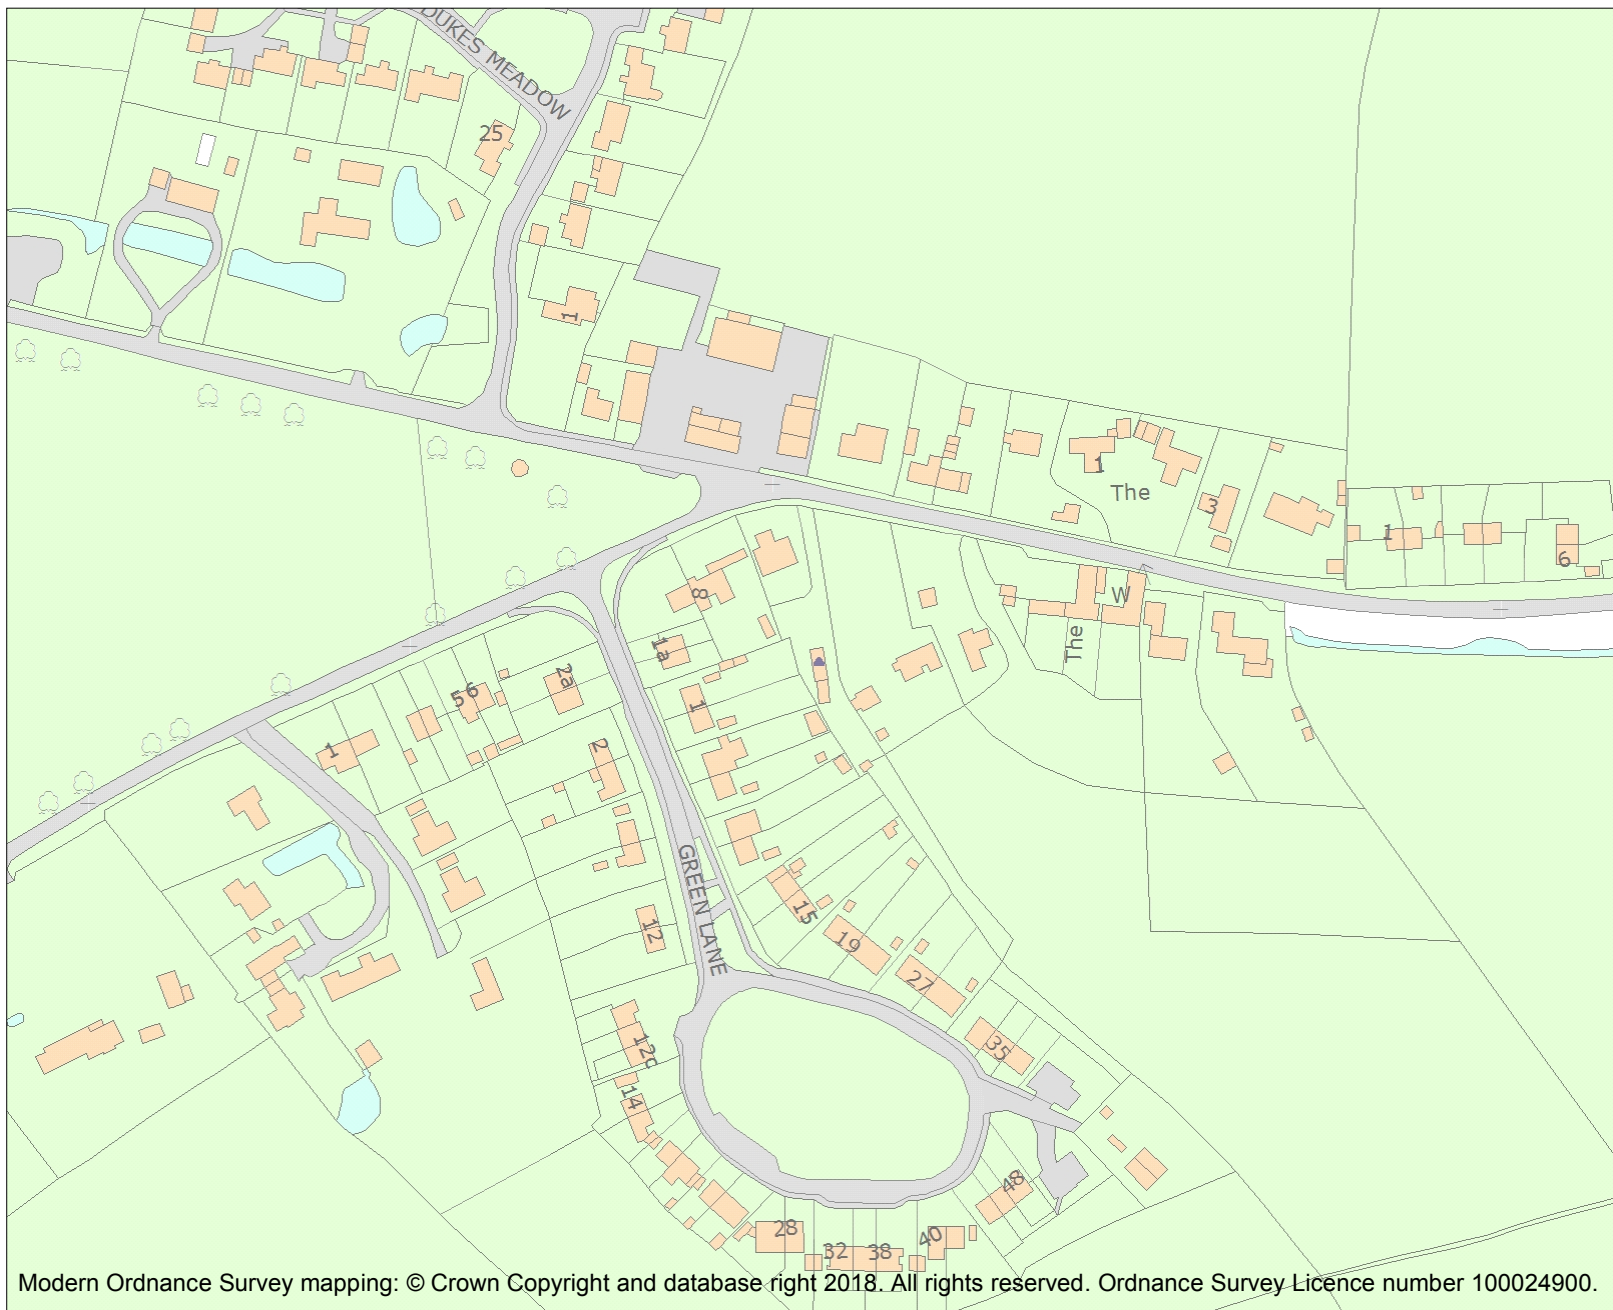 DUKES MEADOW
25
1
1
The
3
1
6
8
W
The
1a
2a
5 6
1
1
2
GREEN LANE
15
19
12
27
35
12c
14
48
28
32
38
40
Modern Ordnance Survey mapping: © Crown Copyright and database right 2018. All rights reserved. Ordnance Survey Licence number 100024900.